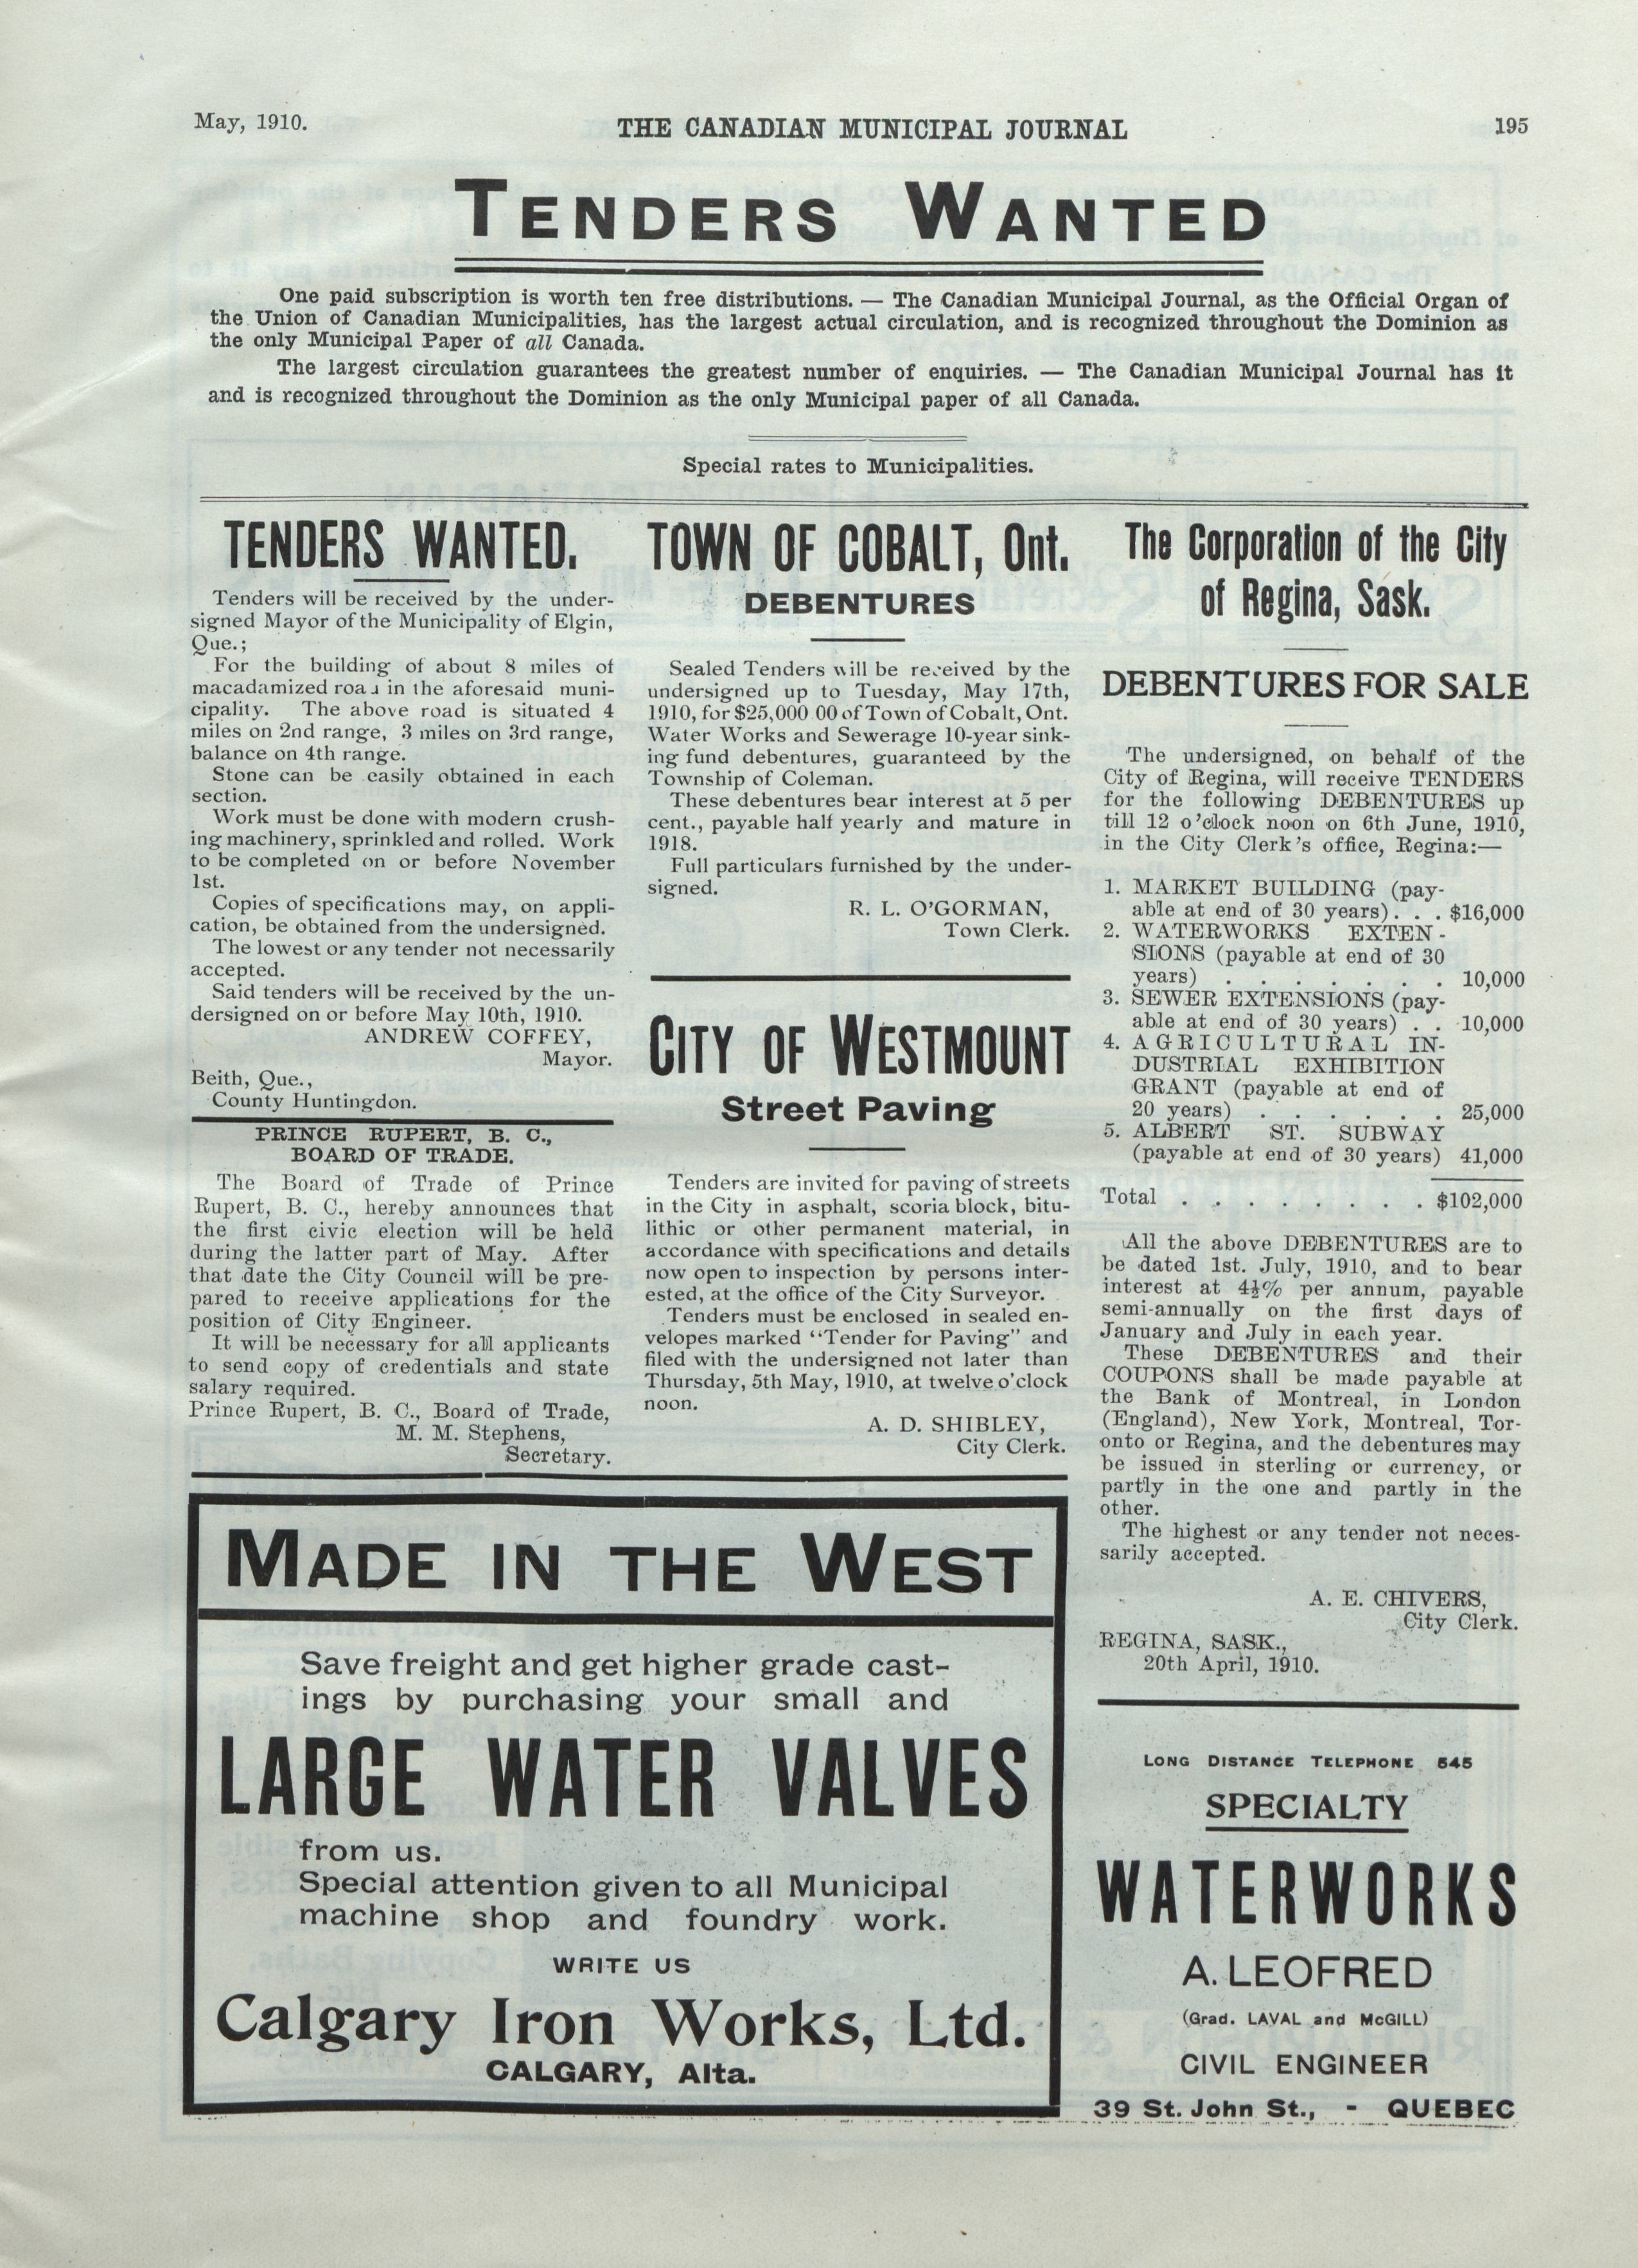 May, 1910.
THE CANADIAN MUNICIPAL JOURNAL
195
TENDERS WANTED
One paid subscription is worth ten free distributions. — The Canadian Municipal Journal, as the Official Organ of
the Union of Canadian Municipalities, has the largest actual circulation, and is recognized throughout the Dominion as
the only Municipal Paper of all Canada.
The largest circulation guarantees the greatest number of enquiries. — The Canadian Municipal Journal has it
and is recognized throughout the Dominion as the only Municipal paper of all Canada.
Special rates to Municipalities.
TENDERS WANTED.
Tenders will be received by the under-
signed Mayor of the Municipality of Elgin,
Que.;
For the building of about 8 miles of
macadamized road in the aforesaid muni-
cipality. The above road is situated 4
miles on 2nd range, 3 miles on 3rd range,
balance on 4th range.
Stone can be easily obtained in each
section.
Work must be done with modern crush-
ing machinery, sprinkled and rolled. Work
to be completed on or before November
1st.
Copies of specifications may, on appli-
cation, be obtained from the undersigned.
The lowest or any tender not necessarily
accepted.
Said tenders will be received by the un-
dersigned on or before May 10th, 1910.
ANDREW COFFEY,
Mayor.
Beith, Que.,
County Huntingdon.
PRINCE RUPERT, B. C.,
BOARD OF TRADE.
The Board of Trade of Prince
Rupert, B. C., hereby announces that
the first civic election will be held
during the latter part of May. After
that date the City Council will be pre-
pared to receive applications for the
position of City Engineer.
It will be necessary for all applicants
to send copy of credentials and state
salary required.
Prince Rupert, B. C., Board of Trade,
M. M. Stephens,
Secretary.
TOWN OF COBALT, Ont.
DEBENTURES
Sealed Tenders will be received by the
undersigned up to Tuesday, May 17th,
1910, for $25,000 00 of Town of Cobalt, Ont.
Water Works and Sewerage 10-year sink-
ing fund debentures, guaranteed by the
Township of Coleman.
These debentures bear interest at 5 per
cent., payable half yearly and mature in
1918.
Full particulars furnished by the under-
signed.
R. L. O'GORMAN,
Town Clerk.
CITY OF WESTMOUNT
Street Paving
Tenders are invited for paving of streets
in the City in asphalt, scoria block, bitu-
lithic or other permanent material, in
accordance with specifications and details
now open to inspection by persons inter-
ested, at the office of the City Surveyor.
Tenders must be enclosed in sealed en-
velopes marked "Tender for Paving" and
filed with the undersigned not later than
Thursday, 5th May, 1910, at twelve o'clock
noon.
A. D. SHIBLEY,
City Clerk.
The Corporation of the City
of Regina, Sask.
DEBENTURES FOR SALE
The undersigned, on behalf of the
City of Regina, will receive TENDERS
for the following DEBENTURES up
till 12 o'clock noon on 6th June, 1910,
in the City Clerk's office, Regina:—
1. MARKET BUILDING (pay-
able at end of 30 years) . . . $16,000
2. WATERWORKS EXTEN-
SIONS (payable at end of 30
years) . . . . . . . 10,000
3. SEWER EXTENSIONS (pay-
able at end of 30 years) . . 10,000
4. AGRICULTURAL IN-
DUSTRIAL EXHIBITION
GRANT (payable at end of
20 years) . . . . . . 25,000
5. ALBERT ST. SUBWAY
(payable at end of 30 years) 41,000
Total . . . . . . . . $102,000
All the above DEBENTURES are to
be dated 1st. July, 1910, and to bear
interest at 4½% per annum, payable
semi-annually on the first days of
January and July in each year.
These DEBENTURES and their
COUPONS shall be made payable at
the Bank of Montreal, in London
(England), New York, Montreal, Tor-
onto or Regina, and the debentures may
be issued in sterling or currency, or
partly in the one and partly in the
other.
The highest or any tender not neces-
sarily accepted.
A. E. CHIVERS,
City Clerk.
REGINA, SASK.,
20th April, 1910.
MADE IN THE WEST
Save freight and get higher grade cast-
ings by purchasing your small and
LARGE WATER VALVES
from us.
Special attention given to all Municipal
machine shop and foundry work.
WRITE US
Calgary Iron Works, Ltd.
CALGARY, Alta.
LONG DISTANCE TELEPHONE 545
SPECIALTY
WATERWORKS
A. LEOFRED
(Grad. LAVAL and McGILL)
CIVIL ENGINEER
39 St. John St., - QUEBEC